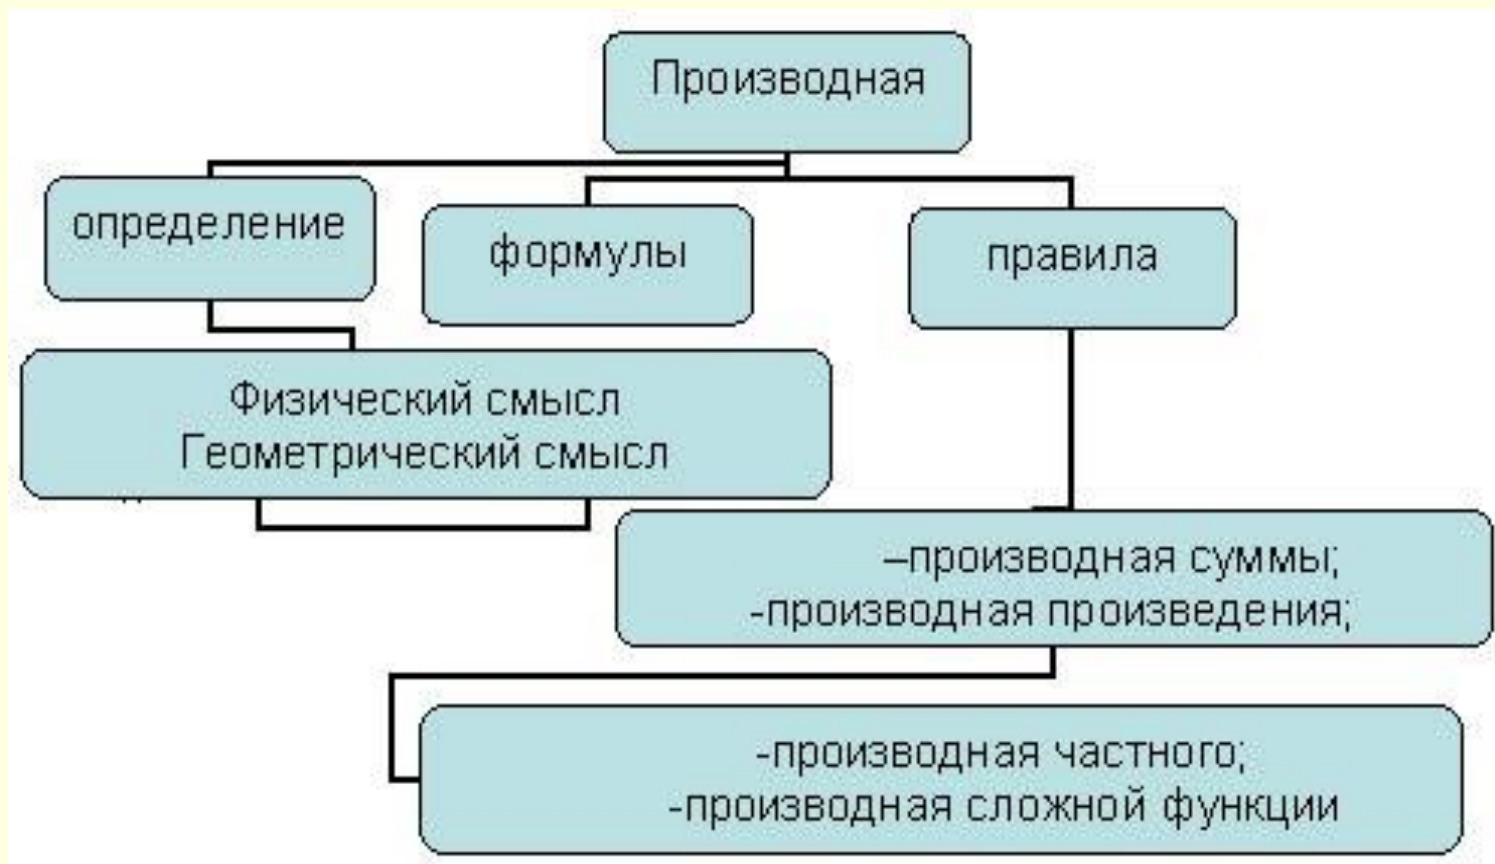 Производная
определение
формулы
правила
Физический смысл
Геометрический смысл
–производная суммы;
-производная произведения;
-производная частного;
-производная сложной функции